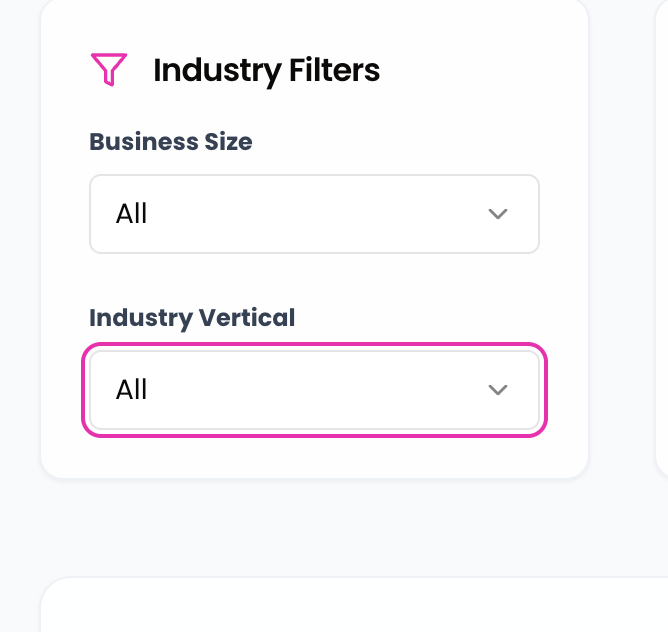 Industry Filters
Business Size
All
Industry Vertical
All